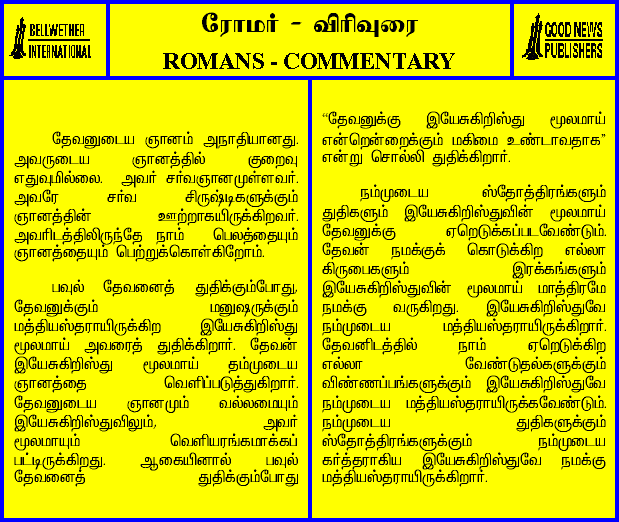 BELLWETHER
INTERNATIONAL
ரோமர் - விரிவுரை
ROMANS - COMMENTARY
GOOD NEWS
PUBLISHERS
தேவனுடைய ஞானம் அநாதியானது.
அவருடைய ஞானத்தில் குறைவு
எதுவுமில்லை. அவர் சர்வஞானமுள்ளவர்.
அவரே சர்வ சிருஷ்டிகளுக்கும்
ஞானத்தின் ஊற்றாகயிருக்கிறவர்.
அவரிடத்திலிருந்தே நாம் பெலத்தையும்
ஞானத்தையும் பெற்றுக்கொள்கிறோம்.
பவுல் தேவனைத் துதிக்கும்போது,
தேவனுக்கும் மனுஷருக்கும்
மத்தியஸ்தராயிருக்கிற இயேசுகிறிஸ்து
மூலமாய் அவரைத் துதிக்கிறார். தேவன்
இயேசுகிறிஸ்து மூலமாய் தம்முடைய
ஞானத்தை வெளிப்படுத்துகிறார்.
தேவனுடைய ஞானமும் வல்லமையும்
இயேசுகிறிஸ்துவிலும், அவர்
மூலமாயும் வெளியரங்கமாக்கப்
பட்டிருக்கிறது. ஆகையினால் பவுல்
தேவனைத் துதிக்கும்போது
“தேவனுக்கு இயேசுகிறிஸ்து மூலமாய்
என்றென்றைக்கும் மகிமை உண்டாவதாக”
என்று சொல்லி துதிக்கிறார்.
நம்முடைய ஸ்தோத்திரங்களும்
துதிகளும் இயேசுகிறிஸ்துவின் மூலமாய்
தேவனுக்கு ஏறெடுக்கப்படவேண்டும்.
தேவன் நமக்குக் கொடுக்கிற எல்லா
கிருபைகளும் இரக்கங்களும்
இயேசுகிறிஸ்துவின் மூலமாய் மாத்திரமே
நமக்கு வருகிறது. இயேசுகிறிஸ்துவே
நம்முடைய மத்தியஸ்தராயிருக்கிறார்.
தேவனிடத்தில் நாம் ஏறெடுக்கிற
எல்லா வேண்டுதல்களுக்கும்
விண்ணப்பங்களுக்கும் இயேசுகிறிஸ்துவே
நம்முடைய மத்தியஸ்தராயிருக்கவேண்டும்.
நம்முடைய துதிகளுக்கும்
ஸ்தோத்திரங்களுக்கும் நம்முடைய
கர்த்தராகிய இயேசுகிறிஸ்துவே நமக்கு
மத்தியஸ்தராயிருக்கிறார்.